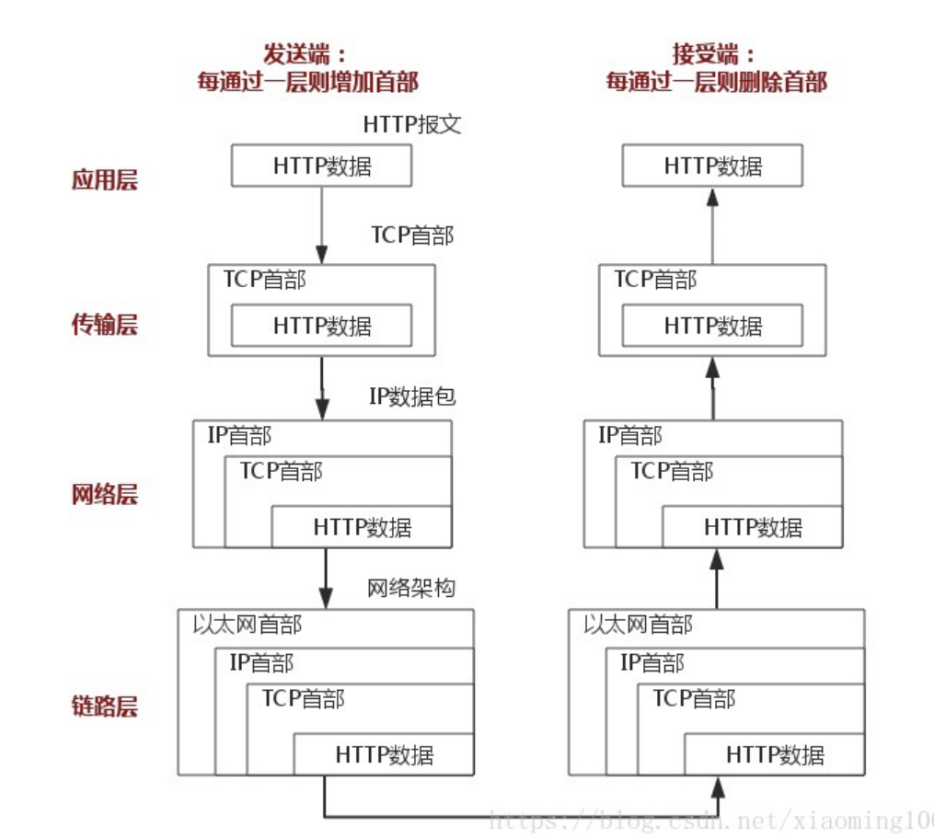 发送端：
每通过一层则增加首部
接受端：
每通过一层则删除首部
HTTP报文
应用层
HTTP数据
HTTP数据
TCP首部
TCP首部
TCP首部
传输层
HTTP数据
HTTP数据
IP数据包
IP首部
IP首部
TCP首部
TCP首部
网络层
HTTP数据
HTTP数据
网络架构
以太网首部
以太网首部
IP首部
IP首部
TCP首部
TCP首部
链路层
HTTP数据
HTTP数据
https://blog.csdn.net/xiaoming100